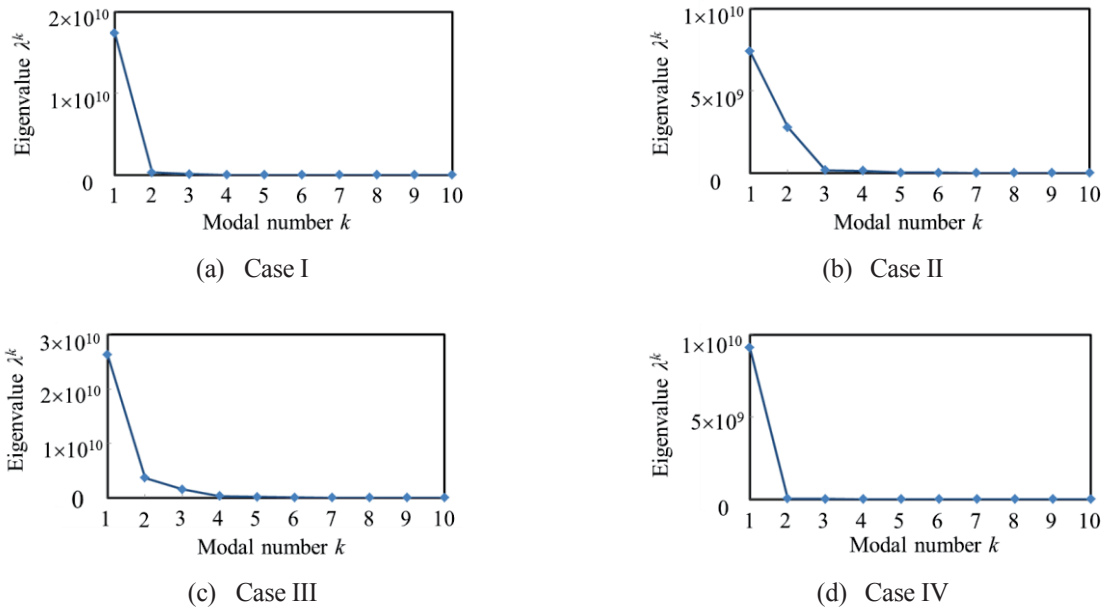 2×10¹⁰
1×10¹⁰
0
Eigenvalue λᵏ
1 2 3 4 5 6 7 8 9 10
Modal number k
(a) Case I
1×10¹⁰
5×10⁹
0
Eigenvalue λᵏ
1 2 3 4 5 6 7 8 9 10
Modal number k
(b) Case II
3×10¹⁰
2×10¹⁰
1×10¹⁰
0
Eigenvalue λᵏ
1 2 3 4 5 6 7 8 9 10
Modal number k
(c) Case III
1×10¹⁰
5×10⁹
0
Eigenvalue λᵏ
1 2 3 4 5 6 7 8 9 10
Modal number k
(d) Case IV